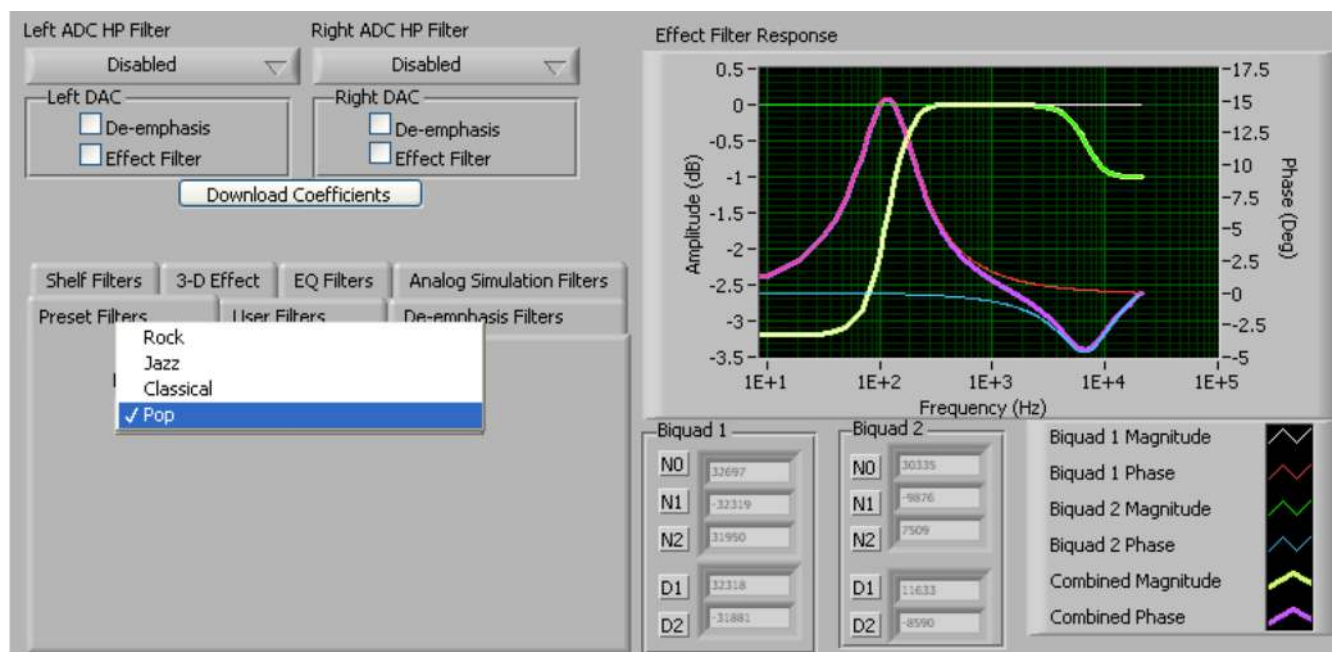 Left ADC HP Filter
Right ADC HP Filter
Disabled
Disabled
Left DAC
De-emphasis
Effect Filter
Right DAC
De-emphasis
Effect Filter
Download Coefficients
Shelf Filters
3-D Effect
EQ Filters
Analog Simulation Filters
Preset Filters
User Filters
De-emphasis Filters
Rock
Jazz
Classical
✓ Pop
Effect Filter Response
Amplitude (dB)
0.5
0
-0.5
-1
-1.5
-2
-2.5
-3
-3.5
-17.5
-15
-12.5
-10
-7.5
-5
-2.5
-0
--2.5
--5
Phase (Deg)
1E+1
1E+2
1E+3
1E+4
1E+5
Frequency (Hz)
Biquad 1
N0 32697
N1 -32319
N2 31950
D1 32318
D2 -31881
Biquad 2
N0 30335
N1 -9876
N2 7509
D1 11633
D2 -8590
Biquad 1 Magnitude
Biquad 1 Phase
Biquad 2 Magnitude
Biquad 2 Phase
Combined Magnitude
Combined Phase